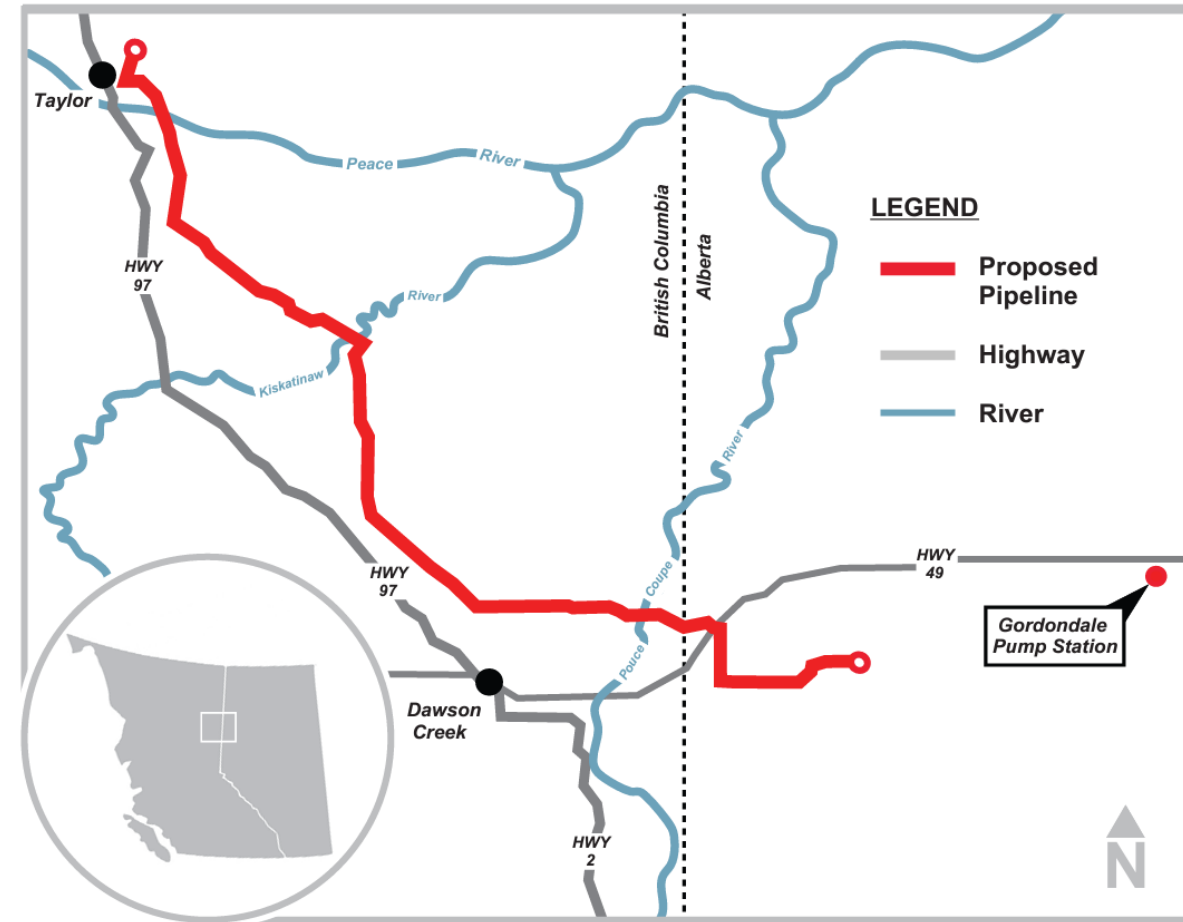 Taylor
Peace
River
HWY
97
River
Kiskatinaw
British Columbia
Alberta
LEGEND
Proposed
Pipeline
Highway
River
River
Coupe
Pouce
HWY
97
HWY
49
Gordondale
Pump Station
Dawson
Creek
HWY
2
N